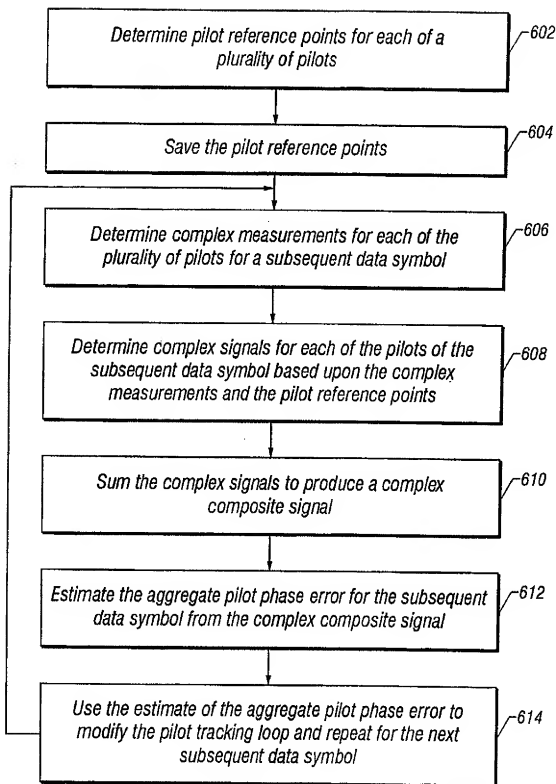 Determine pilot reference points for each of a
plurality of pilots
602
Save the pilot reference points
604
Determine complex measurements for each of the
plurality of pilots for a subsequent data symbol
606
Determine complex signals for each of the pilots of the
subsequent data symbol based upon the complex
measurements and the pilot reference points
608
Sum the complex signals to produce a complex
composite signal
610
Estimate the aggregate pilot phase error for the subsequent
data symbol from the complex composite signal
612
Use the estimate of the aggregate pilot phase error to
modify the pilot tracking loop and repeat for the next
subsequent data symbol
614